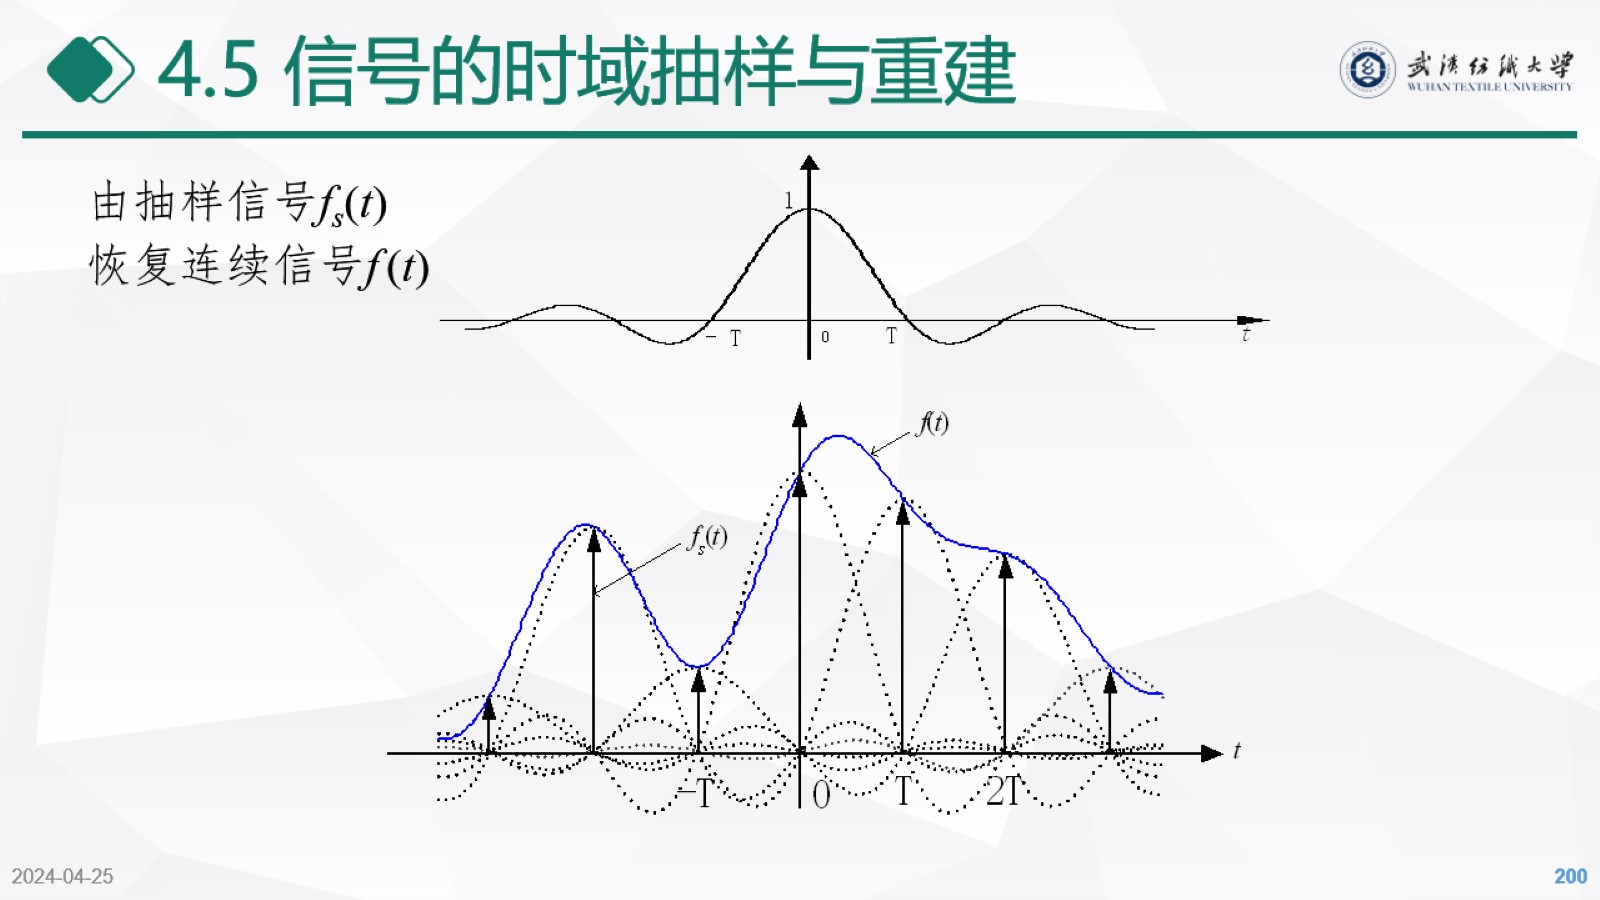 4.5 信号的时域抽样与重建
武汉纺织大学
WUHAN TEXTILE UNIVERSITY
由抽样信号fs(t)
恢复连续信号f(t)
1
- T
0
T
t
f(t)
fs(t)
t
-T
0
T
2T
2024-04-25
200